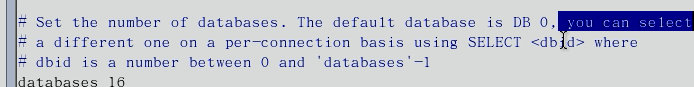 # Set the number of databases. The default database is DB 0, you can select
# a different one on a per-connection basis using SELECT <dbid> where
# dbid is a number between 0 and 'databases'-1
databases 16